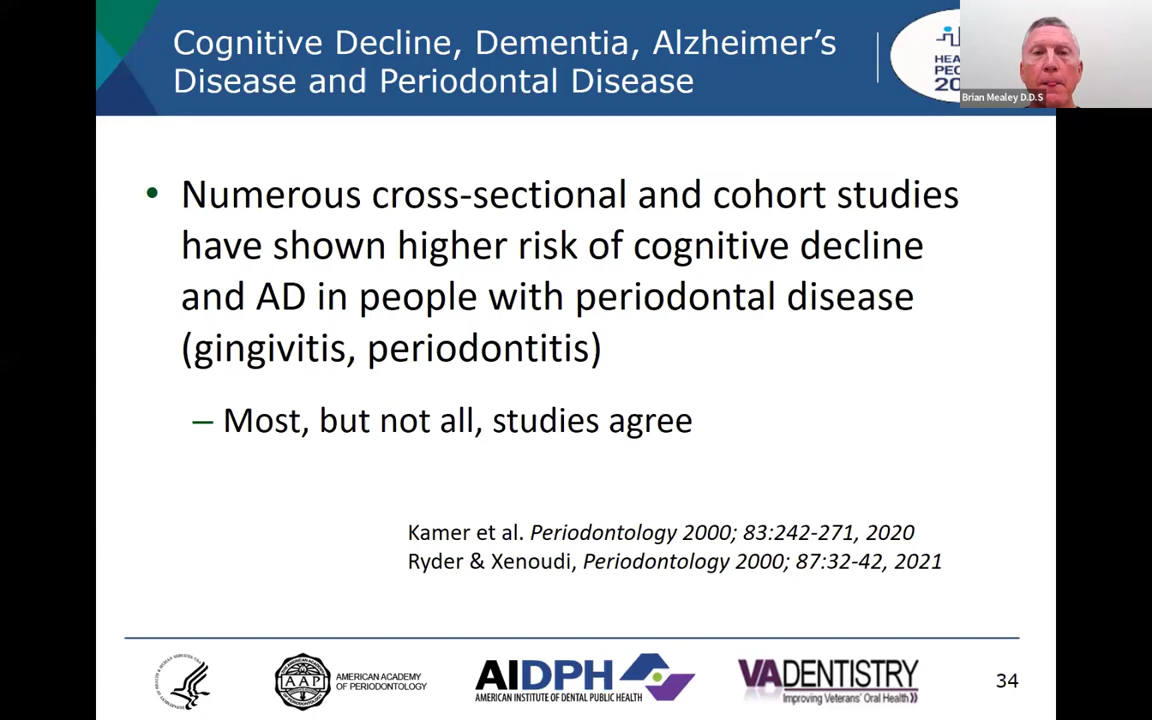 Cognitive Decline, Dementia, Alzheimer's
Disease and Periodontal Disease
Brian Mealey D.D.S
• Numerous cross-sectional and cohort studies
have shown higher risk of cognitive decline
and AD in people with periodontal disease
(gingivitis, periodontitis)
– Most, but not all, studies agree
Kamer et al. Periodontology 2000; 83:242-271, 2020
Ryder & Xenoudi, Periodontology 2000; 87:32-42, 2021
AAP
AMERICAN ACADEMY
OF PERIODONTOLOGY
AIDPH
AMERICAN INSTITUTE OF DENTAL PUBLIC HEALTH
VADENTISTRY
Improving Veterans' Oral Health
34